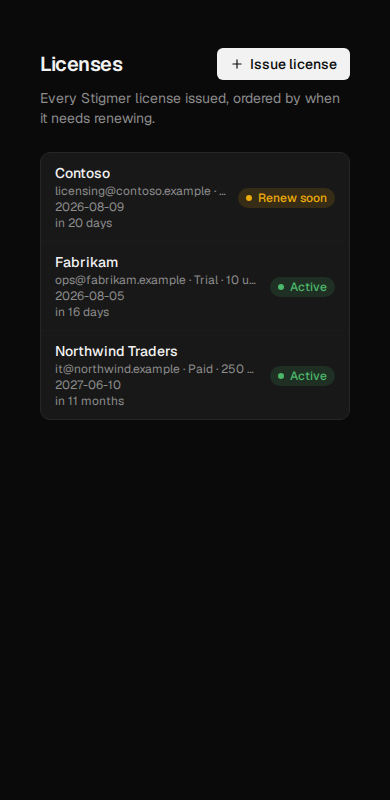 Licenses
+ Issue license
Every Stigmer license issued, ordered by when
it needs renewing.
Contoso
licensing@contoso.example · …
2026-08-09
in 20 days
Renew soon
Fabrikam
ops@fabrikam.example · Trial · 10 u…
2026-08-05
in 16 days
Active
Northwind Traders
it@northwind.example · Paid · 250 …
2027-06-10
in 11 months
Active